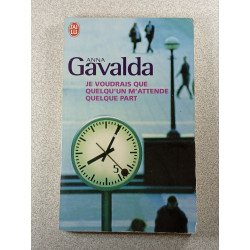 J'AI LU
ANNA
Gavalda
JE VOUDRAIS QUE
QUELQU'UN M'ATTENDE
QUELQUE PART